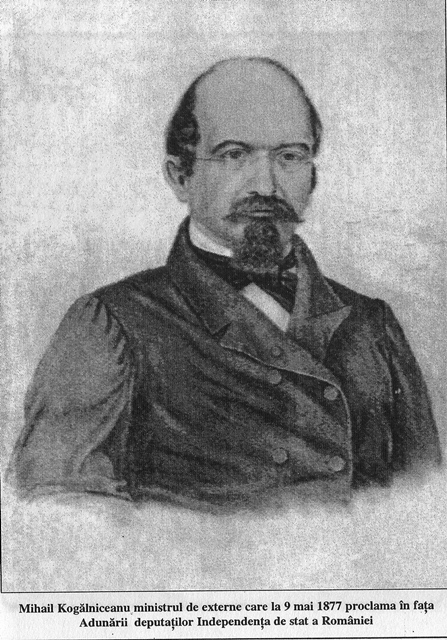 Mihail Kogălniceanu ministrul de externe care la 9 mai 1877 proclama în fața
Adunării deputaților Independența de stat a României